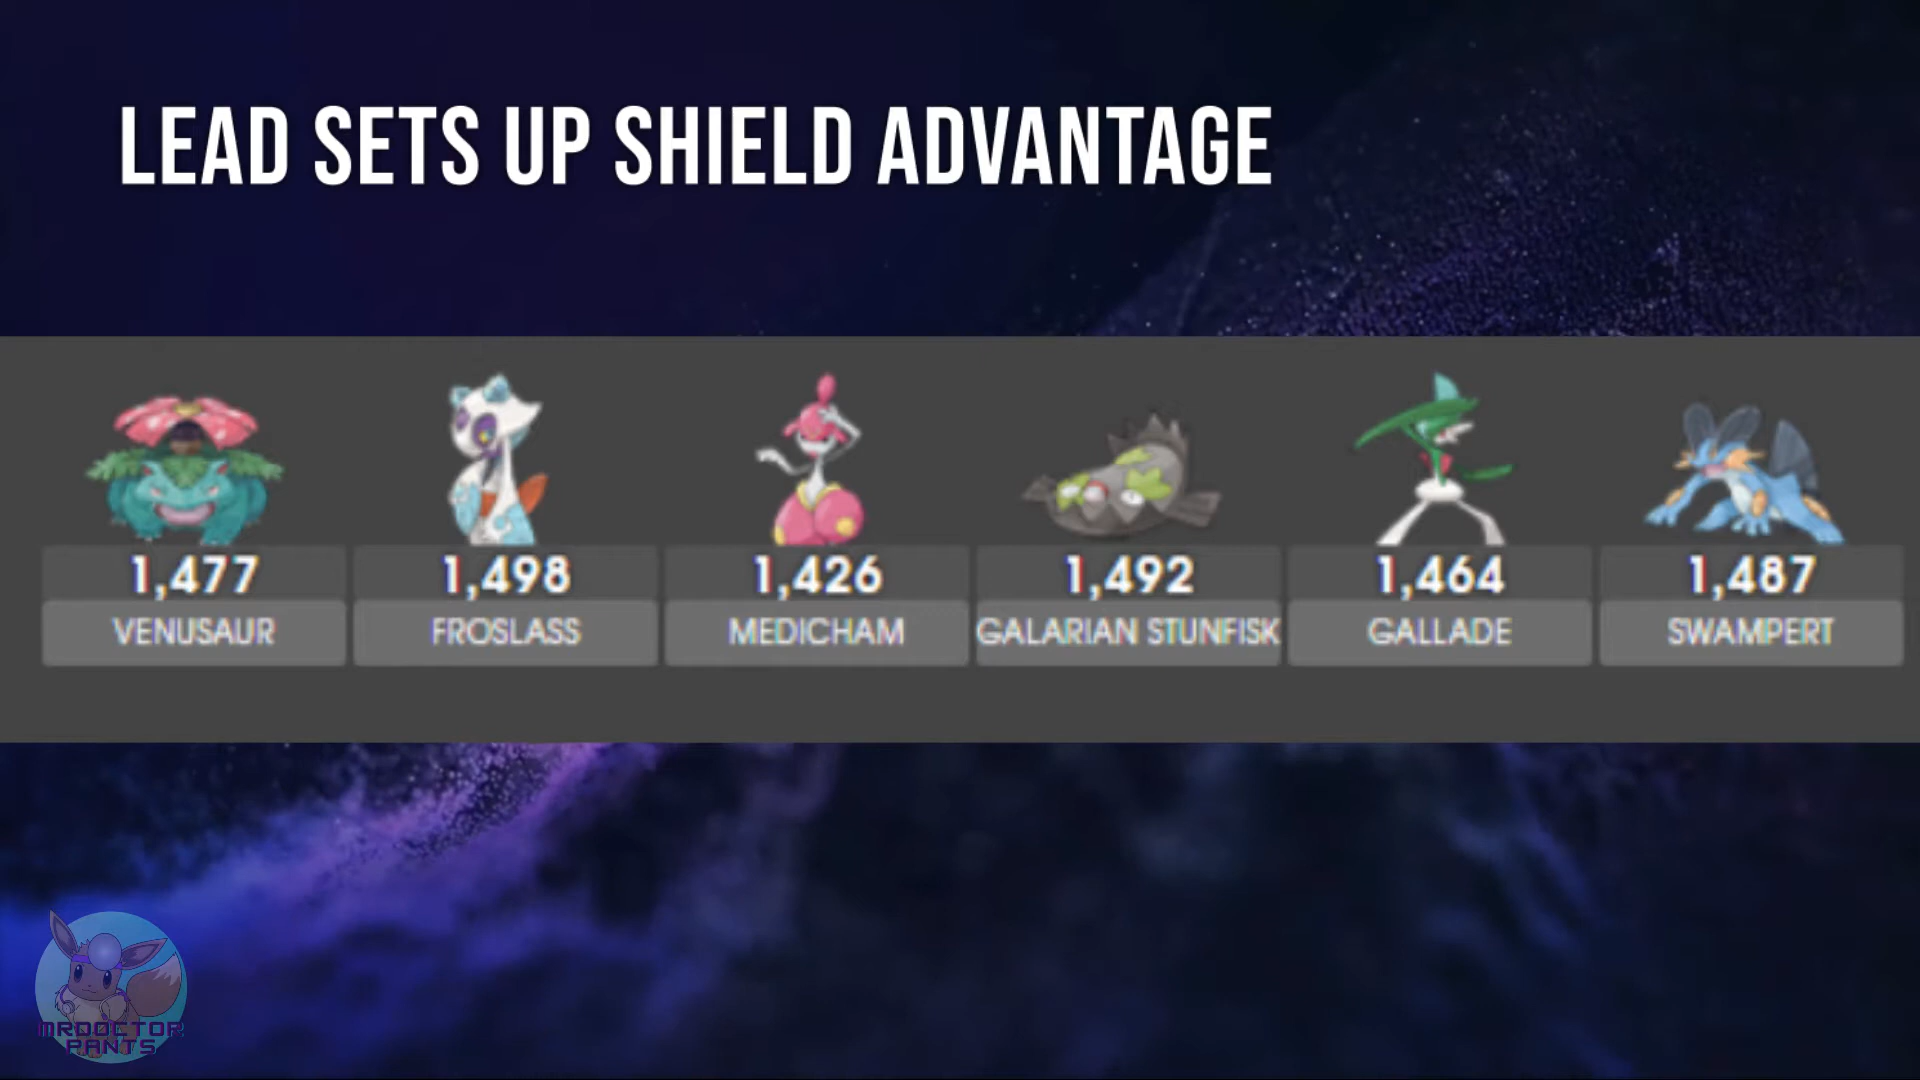 LEAD SETS UP SHIELD ADVANTAGE
1,477 1,498 1,426 1,492 1,464 1,487
VENUSAUR FROSLASS MEDICHAM GALARIAN STUNFISK GALLADE SWAMPERT
MRDOCTOR
PANTS